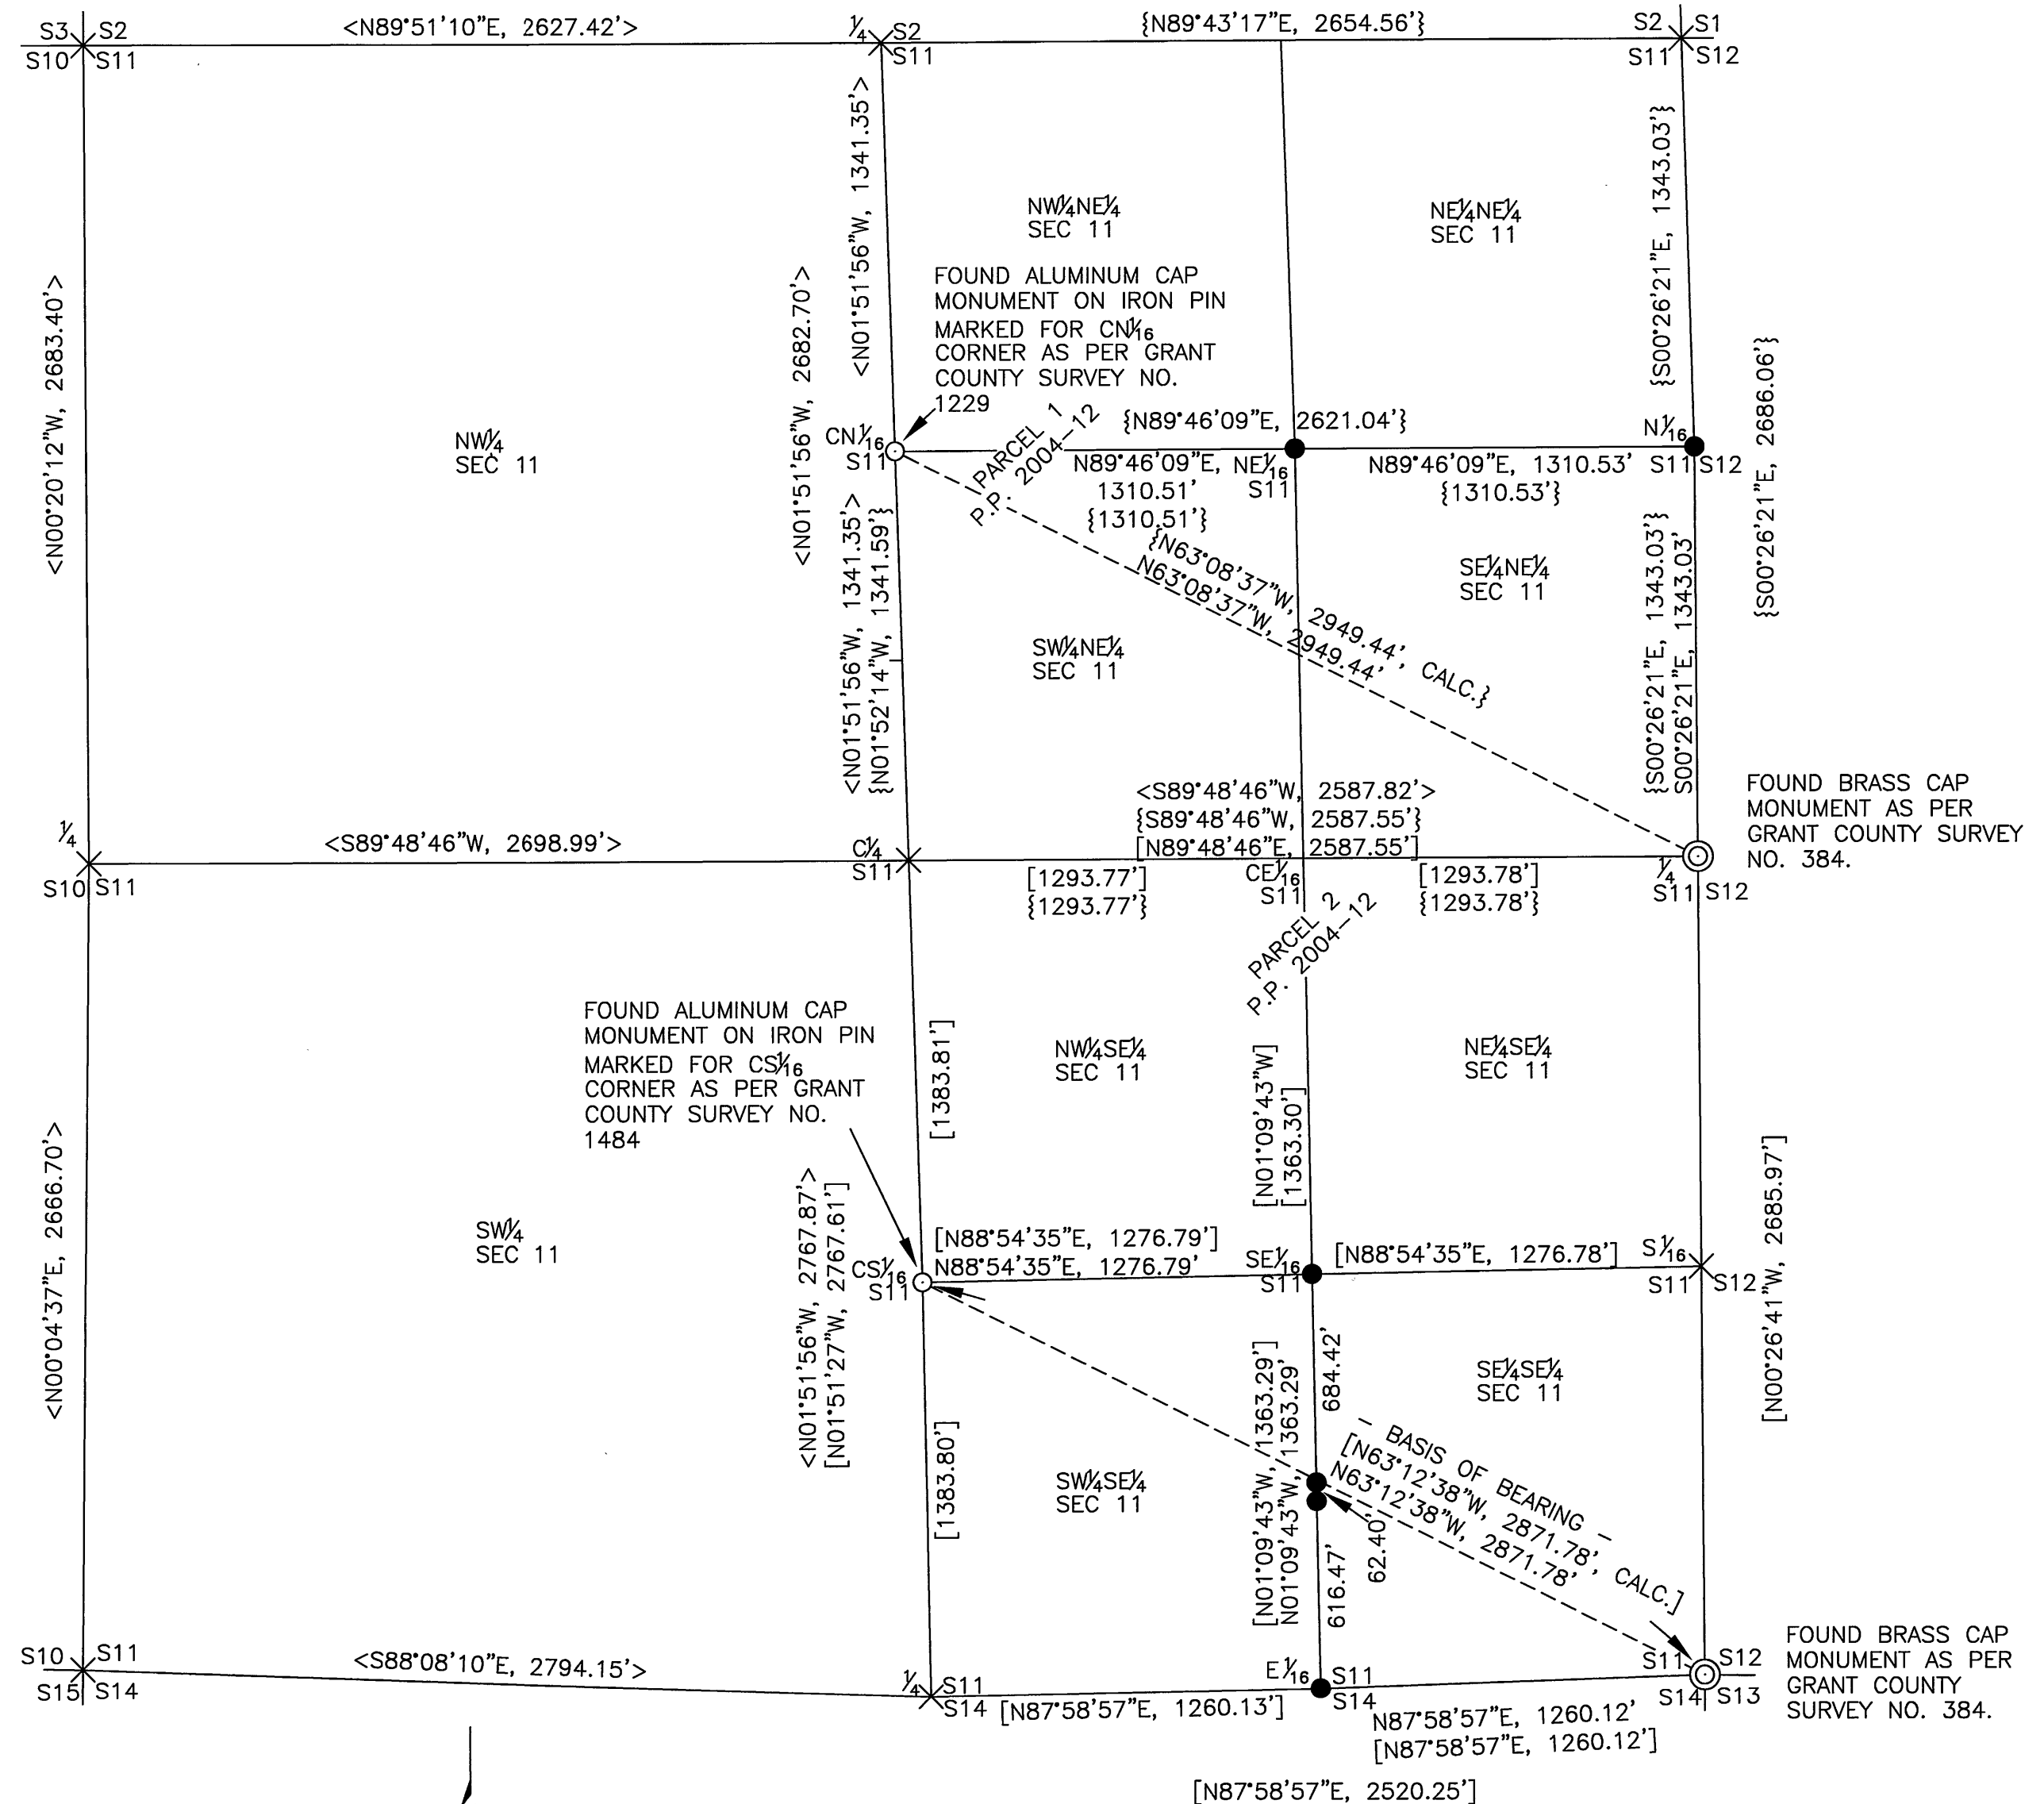 S3 S2
S10 S11
<N89°51'10"E, 2627.42'>
1/4 S2
S11
{N89°43'17"E, 2654.56'}
S2 S1
S11 S12
<N00°20'12"W, 2683.40'>
NW1/4
SEC 11
<N01°51'56"W, 2682.70'>
<N01°51'56"W, 1341.35'>
NW1/4NE1/4
SEC 11
NE1/4NE1/4
SEC 11
{S00°26'21"E, 1343.03'}
{S00°26'21"E, 2686.06'}
FOUND ALUMINUM CAP
MONUMENT ON IRON PIN
MARKED FOR CN1/16
CORNER AS PER GRANT
COUNTY SURVEY NO.
1229
CN1/16
S11
PARCEL 1
P.P. 2004-12
{N89°46'09"E, 2621.04'}
N89°46'09"E,
1310.51'
{1310.51'}
NE1/16
S11
N89°46'09"E, 1310.53'
{1310.53'}
N1/16
S11 S12
<N01°51'56"W, 1341.35'>
{N01°52'14"W, 1341.59'}
{N63°08'37"W, 2949.44', CALC.}
N63°08'37"W, 2949.44'
SE1/4NE1/4
SEC 11
SW1/4NE1/4
SEC 11
{S00°26'21"E, 1343.03'}
S00°26'21"E, 1343.03'
FOUND BRASS CAP
MONUMENT AS PER
GRANT COUNTY SURVEY
NO. 384.
1/4
S10 S11
<S89°48'46"W, 2698.99'>
C1/4
S11
<S89°48'46"W, 2587.82'>
{S89°48'46"W, 2587.55'}
[N89°48'46"E, 2587.55']
[1293.77']
{1293.77'}
CE1/16
S11
[1293.78']
{1293.78'}
1/4
S11 S12
PARCEL 2
P.P. 2004-12
FOUND ALUMINUM CAP
MONUMENT ON IRON PIN
MARKED FOR CS1/16
CORNER AS PER GRANT
COUNTY SURVEY NO.
1484
[1383.81']
NW1/4SE1/4
SEC 11
[N01°09'43"W]
[1363.30']
NE1/4SE1/4
SEC 11
<N00°04'37"E, 2666.70'>
SW1/4
SEC 11
<N01°51'56"W, 2767.87'>
[N01°51'27"W, 2767.61']
CS1/16
S11
[N88°54'35"E, 1276.79']
N88°54'35"E, 1276.79'
SE1/16
S11
[N88°54'35"E, 1276.78']
S1/16
S11 S12
[N00°26'41"W, 2685.97']
[1383.80']
SW1/4SE1/4
SEC 11
[N01°09'43"W, 1363.29']
N01°09'43"W, 1363.29'
684.42'
62.40'
616.47'
SE1/4SE1/4
SEC 11
- BASIS OF BEARING -
[N63°12'38"W, 2871.78', CALC.]
N63°12'38"W, 2871.78'
FOUND BRASS CAP
MONUMENT AS PER
GRANT COUNTY
SURVEY NO. 384.
S10 S11
S15 S14
<S88°08'10"E, 2794.15'>
1/4 S11
S14
[N87°58'57"E, 1260.13']
E1/16 S11
S14
S11 S12
S14 S13
N87°58'57"E, 1260.12'
[N87°58'57"E, 1260.12']
[N87°58'57"E, 2520.25']